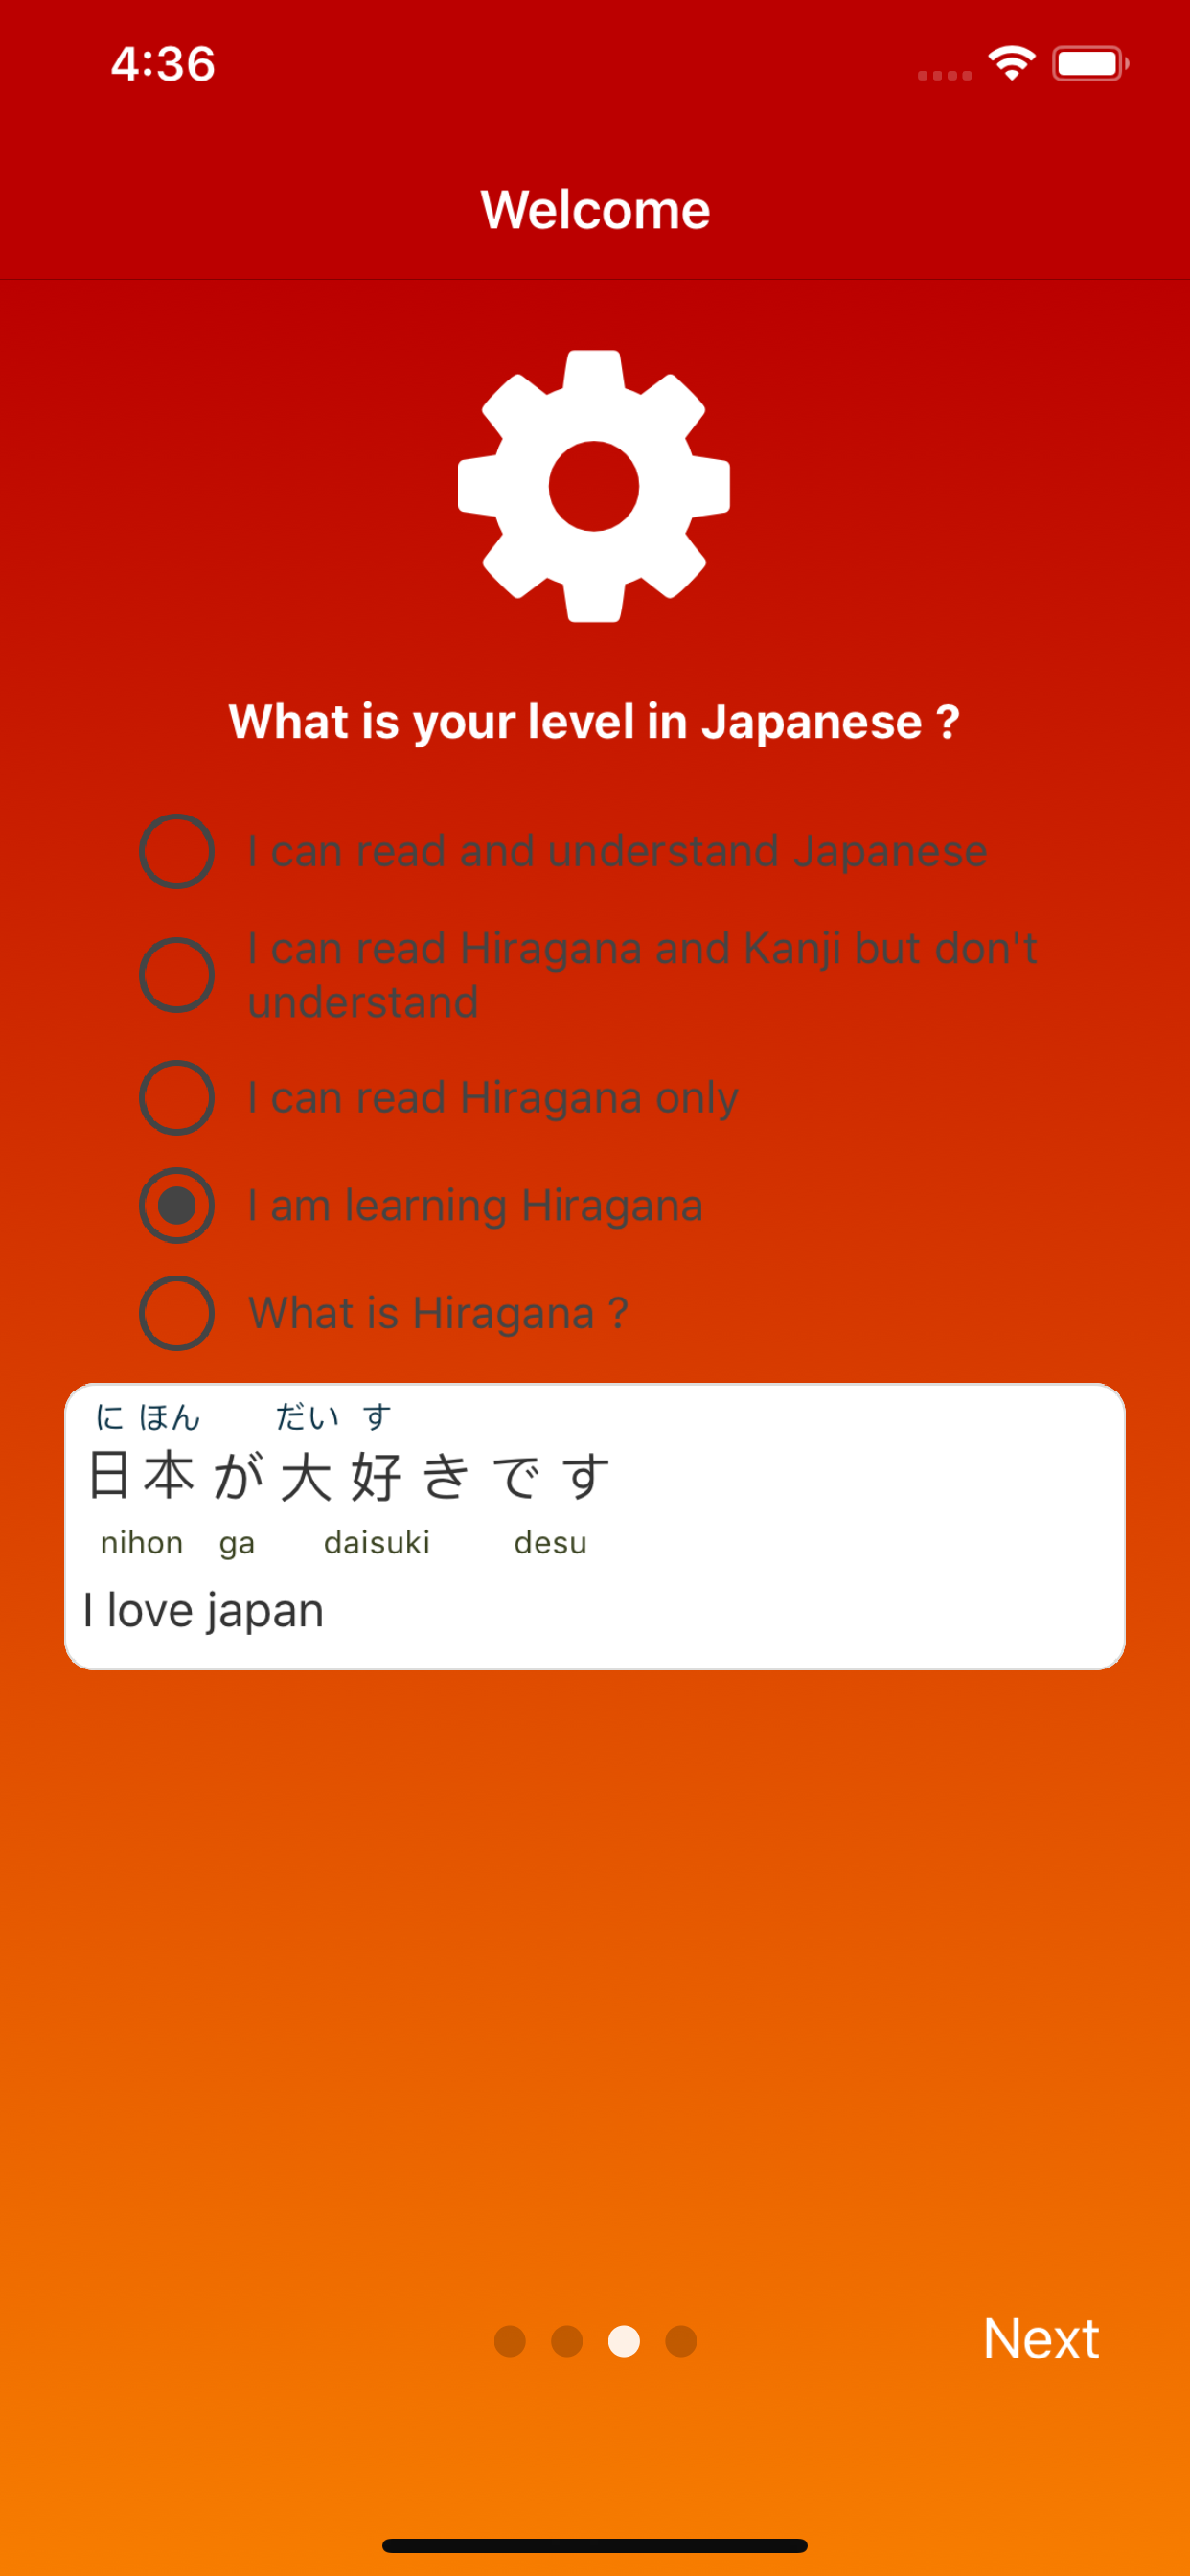 4:36
Welcome
What is your level in Japanese ?
I can read and understand Japanese
I can read Hiragana and Kanji but don't
understand
I can read Hiragana only
I am learning Hiragana
What is Hiragana ?
に ほん だい す
日本が大好きです
nihon ga daisuki desu
I love japan
Next